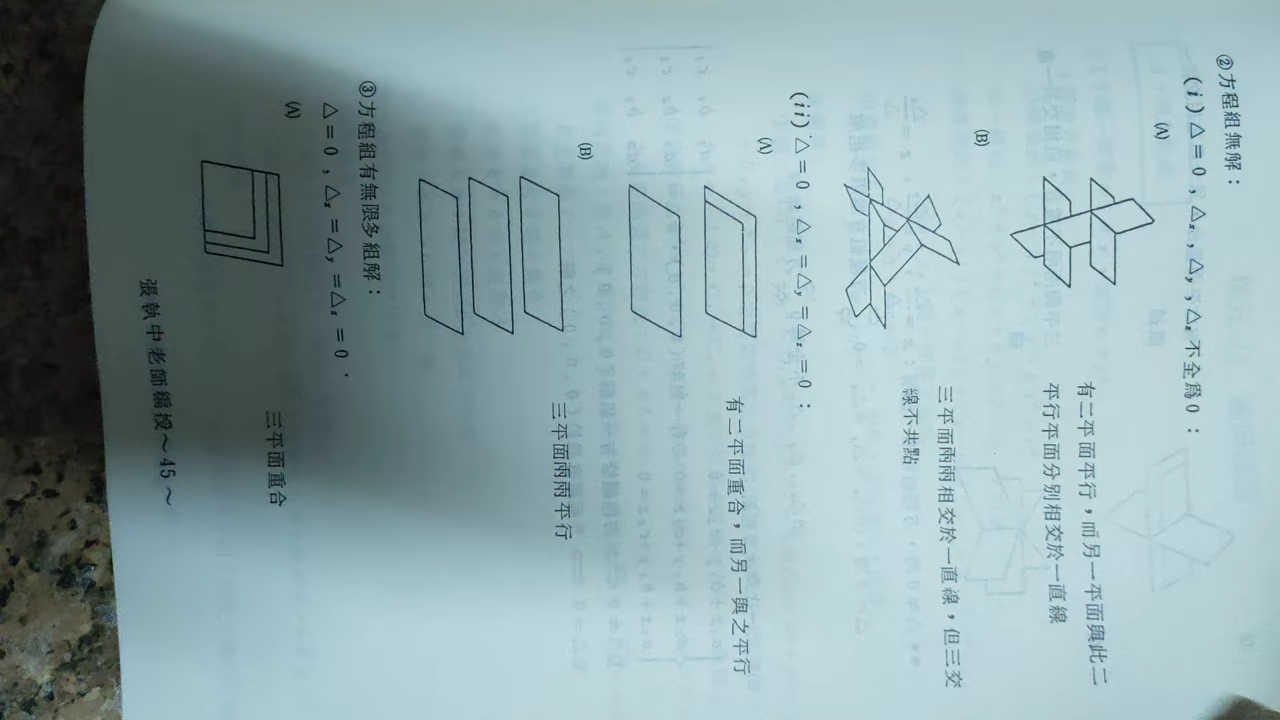 ②方程組無解：
(i)△=0，△ₓ，△ᵧ，△z不全為0：
(A)
有二平面平行，而另一平面與此二
平行平面分別相交於一直線
(B)
三平面兩兩相交於一直線，但三交
線不共點
(ii)△=0，△ₓ=△ᵧ=△z=0：
(A)
有二平面重合，而另一與之平行
(B)
三平面兩兩平行
③方程組有無限多組解：
△=0，△ₓ=△ᵧ=△z=0．
(A)
三平面重合
張執中老師編授～45～